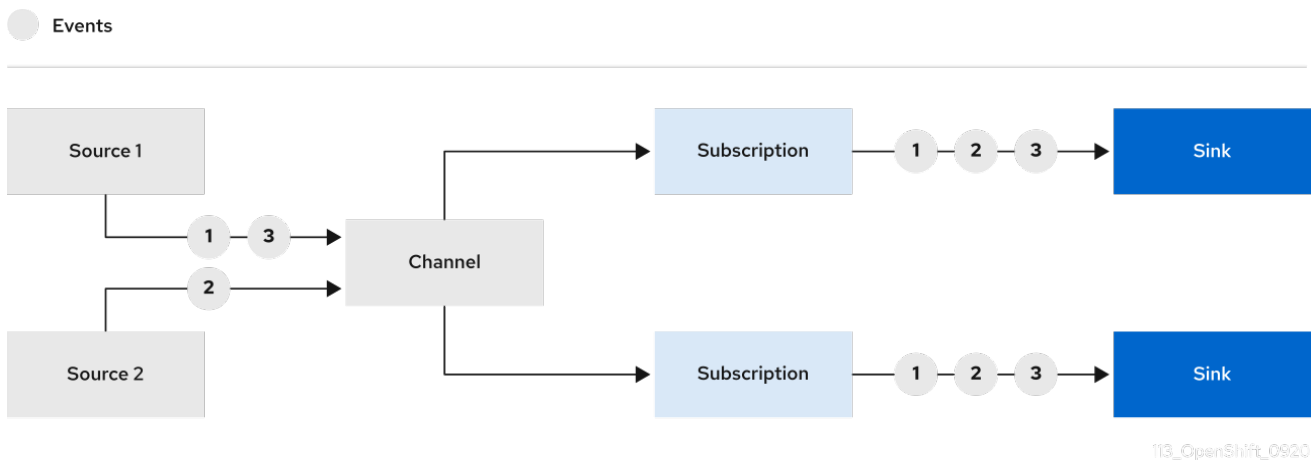 Events
Source 1
Subscription
1 2 3
Sink
1 3
Channel
2
Source 2
Subscription
1 2 3
Sink
113_OpenShift_0920